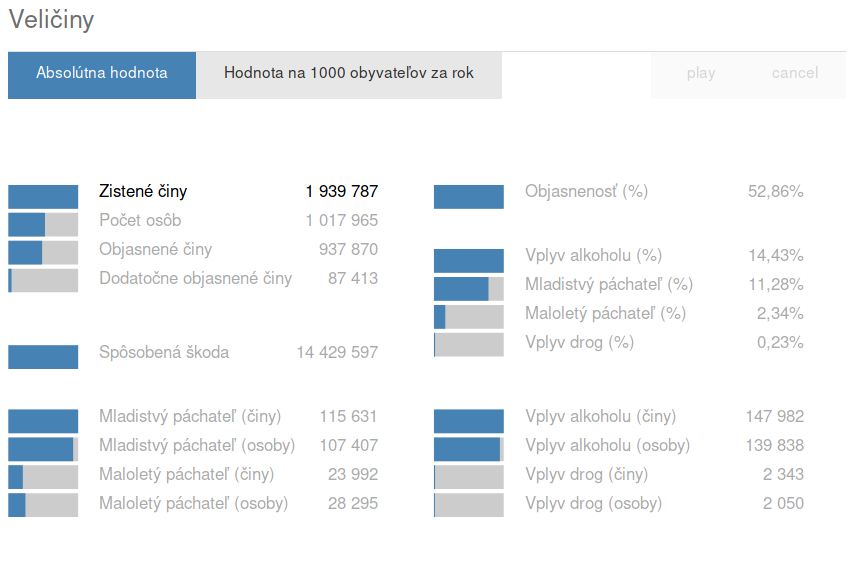 Veličiny
Absolútna hodnota
Hodnota na 1000 obyvateľov za rok
play
cancel
Zistené činy 1 939 787
Počet osôb 1 017 965
Objasnené činy 937 870
Dodatočne objasnené činy 87 413
Spôsobená škoda 14 429 597
Mladistvý páchateľ (činy) 115 631
Mladistvý páchateľ (osoby) 107 407
Maloletý páchateľ (činy) 23 992
Maloletý páchateľ (osoby) 28 295
Objasnenosť (%) 52,86%
Vplyv alkoholu (%) 14,43%
Mladistvý páchateľ (%) 11,28%
Maloletý páchateľ (%) 2,34%
Vplyv drog (%) 0,23%
Vplyv alkoholu (činy) 147 982
Vplyv alkoholu (osoby) 139 838
Vplyv drog (činy) 2 343
Vplyv drog (osoby) 2 050